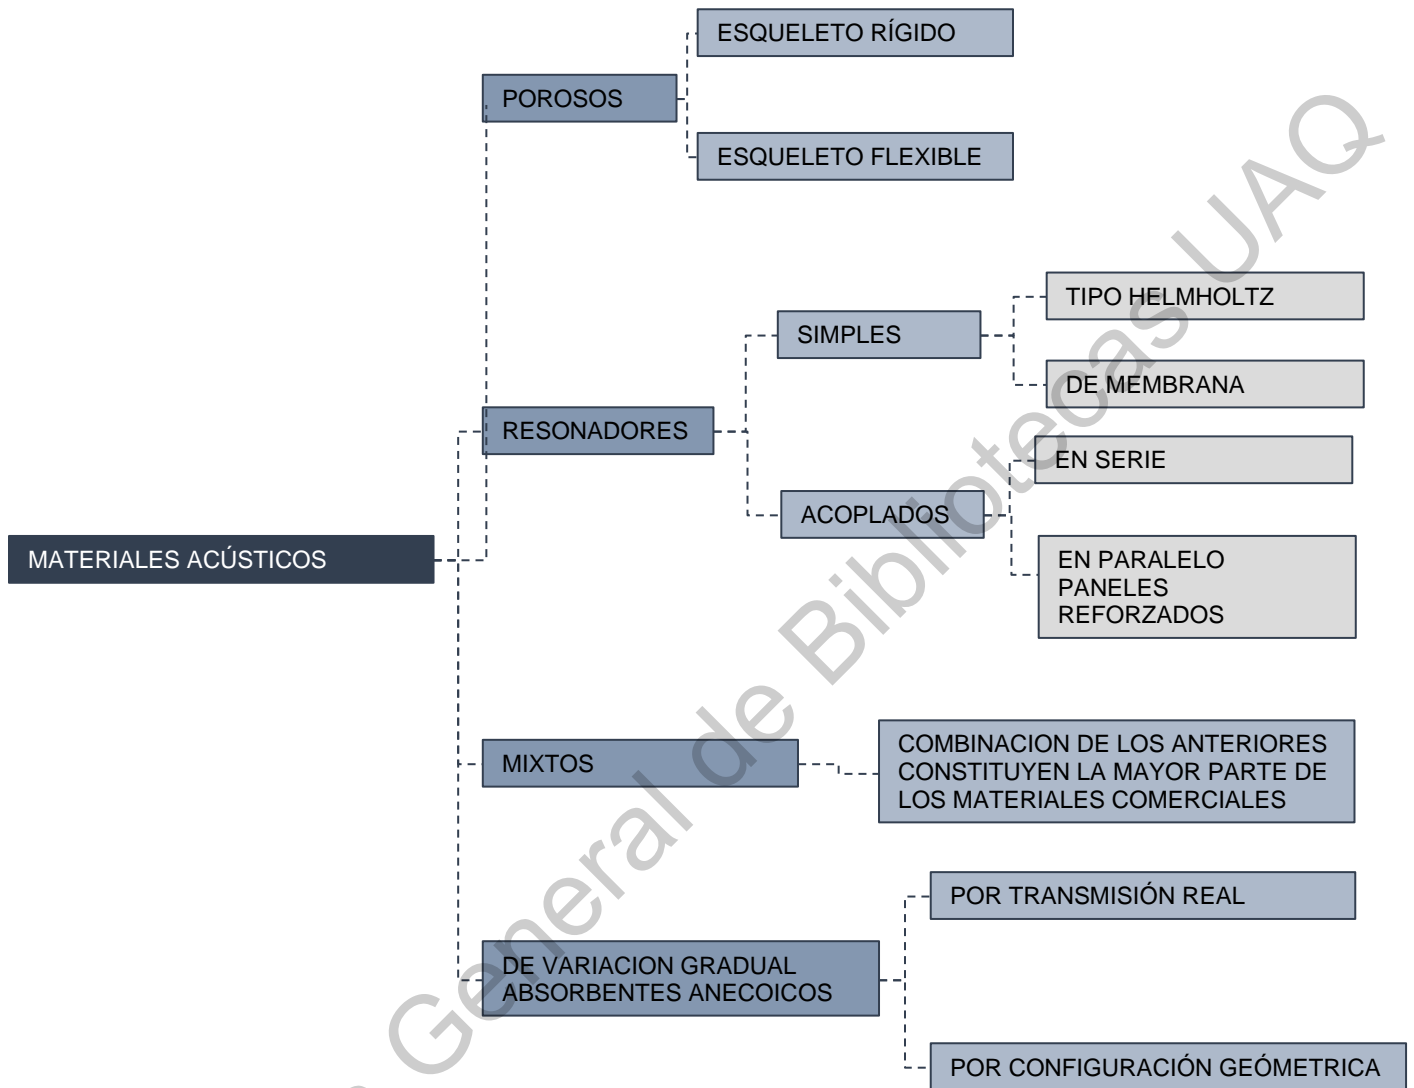 ESQUELETO RÍGIDO
POROSOS
ESQUELETO FLEXIBLE
TIPO HELMHOLTZ
SIMPLES
DE MEMBRANA
RESONADORES
EN SERIE
ACOPLADOS
MATERIALES ACÚSTICOS
EN PARALELO
PANELES
REFORZADOS
MIXTOS
COMBINACION DE LOS ANTERIORES
CONSTITUYEN LA MAYOR PARTE DE
LOS MATERIALES COMERCIALES
POR TRANSMISIÓN REAL
DE VARIACION GRADUAL
ABSORBENTES ANECOICOS
POR CONFIGURACIÓN GEÓMETRICA
General de Bibliotecas UAQ